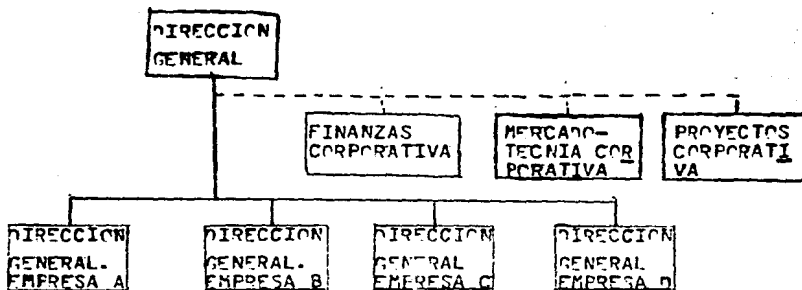 DIRECCION
GENERAL
FINANZAS
CORPORATIVA
MERCADO-
TECNIA COR
PORATIVA
PROYECTOS
CORPORATI
VA
DIRECCION
GENERAL.
EMPRESA A
DIRECCION
GENERAL.
EMPRESA B
DIRECCION
GENERAL
EMPRESA C
DIRECCION
GENERAL
EMPRESA D